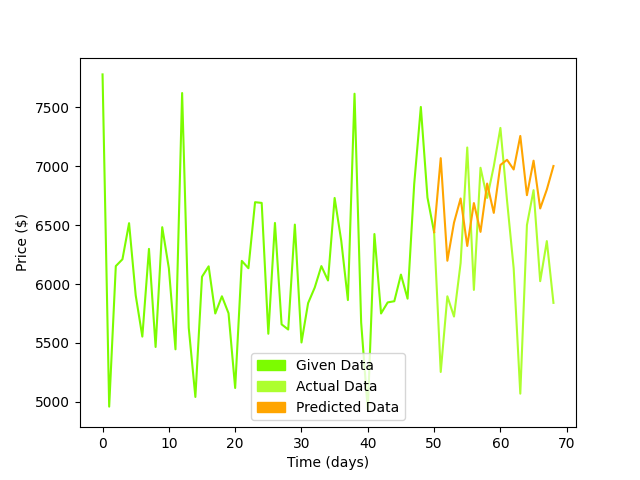 7500
7000
6500
6000
5500
5000
Price ($)
Given Data
Actual Data
Predicted Data
0 10 20 30 40 50 60 70
Time (days)